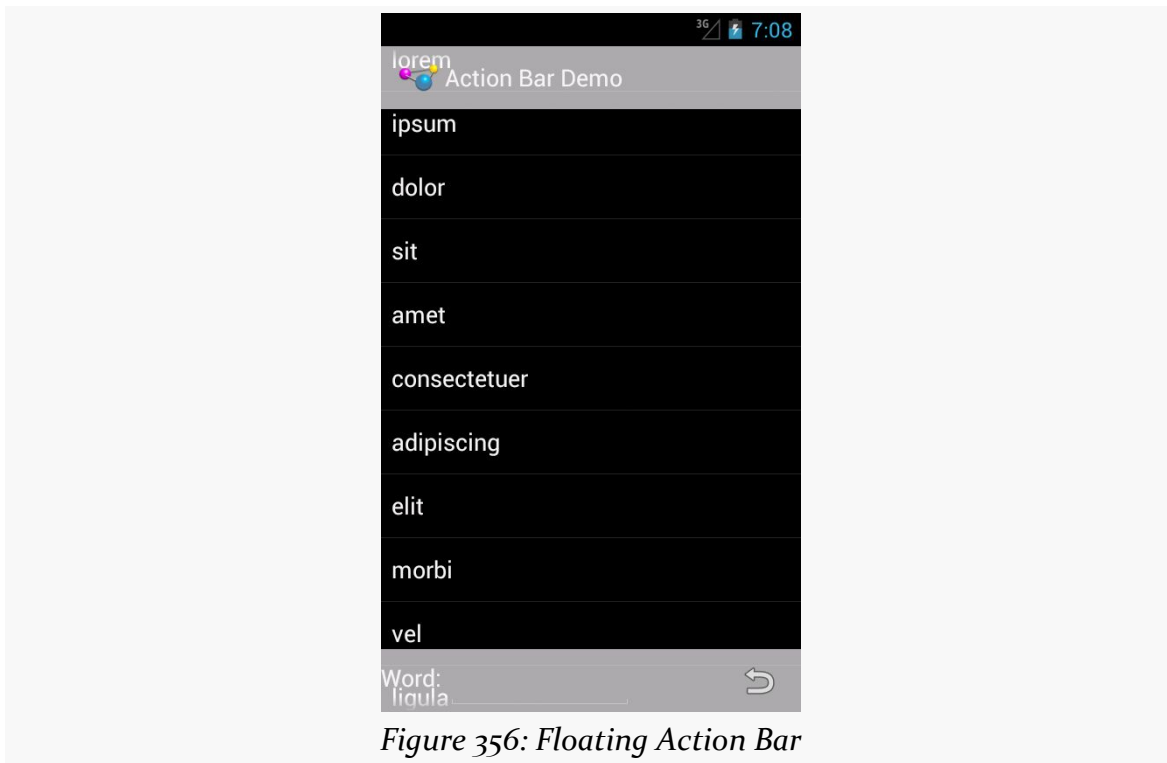 3G 7:08
lorem
Action Bar Demo
ipsum
dolor
sit
amet
consectetuer
adipiscing
elit
morbi
vel
Word:
ligula
Figure 356: Floating Action Bar